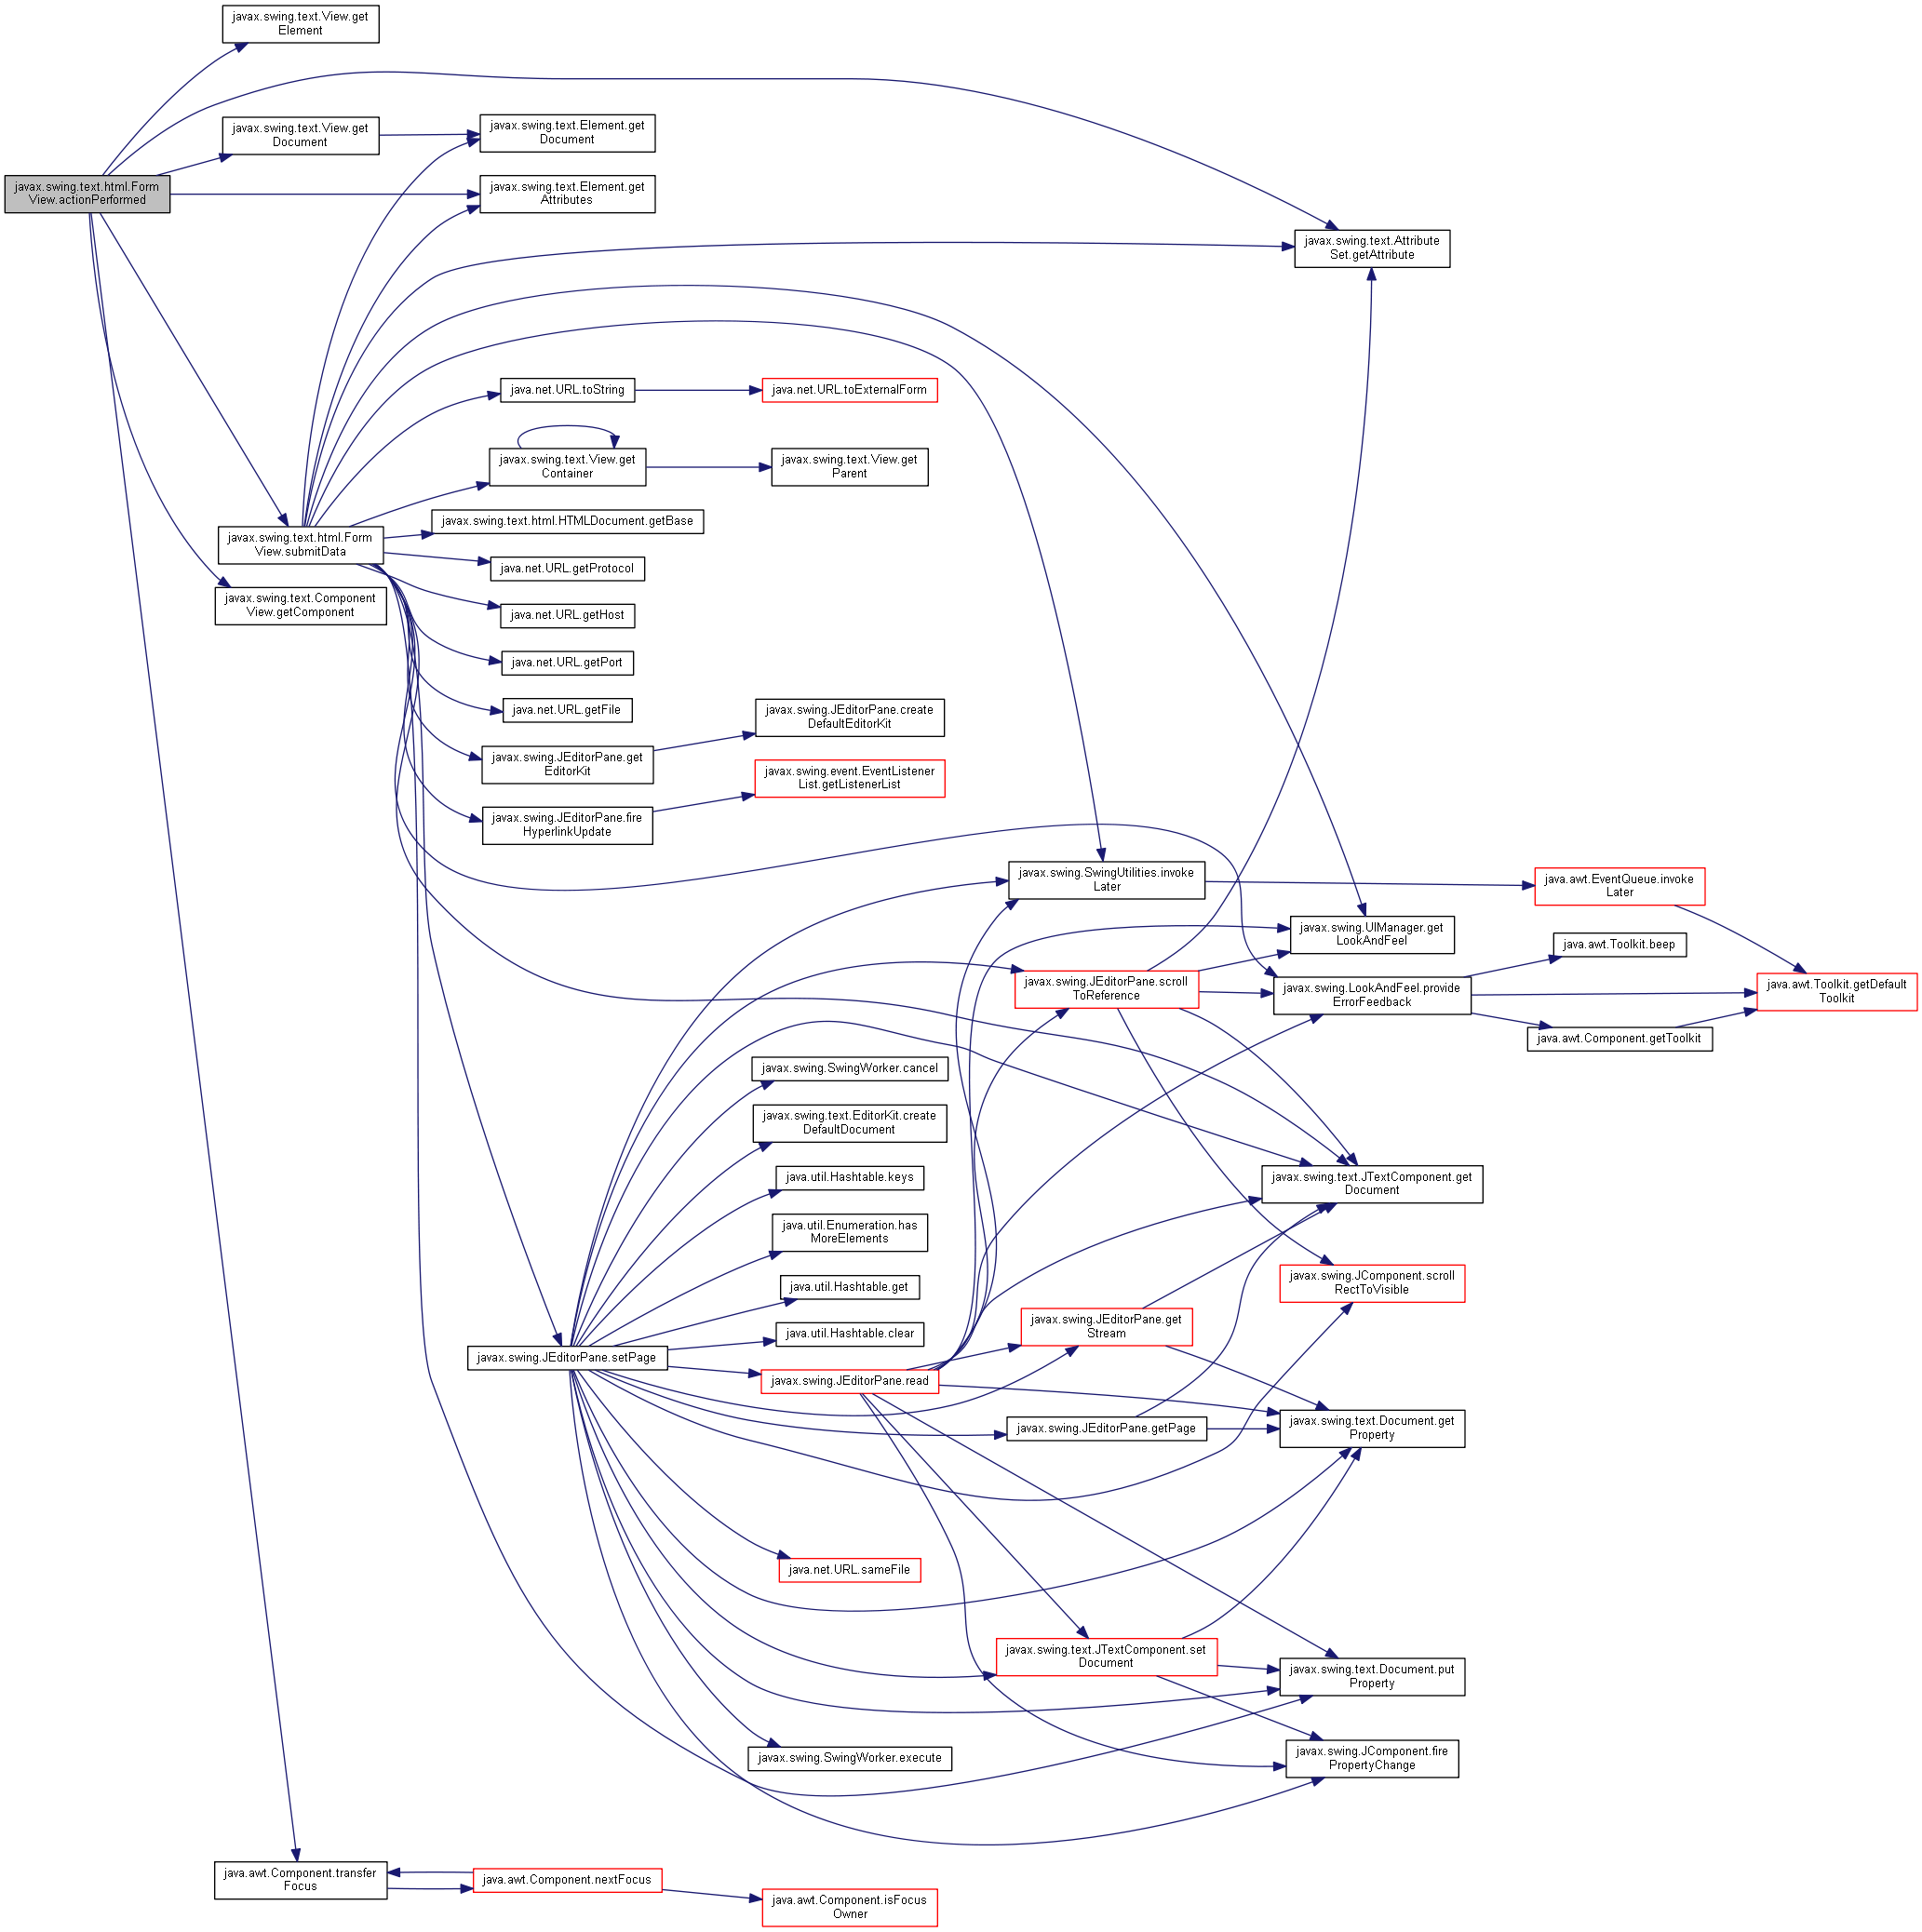 javax.swing.text.View.get
Element
javax.swing.text.View.get
Document
javax.swing.text.Element.get
Document
javax.swing.text.html.Form
View.actionPerformed
javax.swing.text.Element.get
Attributes
javax.swing.text.Attribute
Set.getAttribute
java.net.URL.toString
java.net.URL.toExternalForm
javax.swing.text.View.get
Container
javax.swing.text.View.get
Parent
javax.swing.text.html.HTMLDocument.getBase
javax.swing.text.html.Form
View.submitData
java.net.URL.getProtocol
javax.swing.text.Component
View.getComponent
java.net.URL.getHost
java.net.URL.getPort
java.net.URL.getFile
javax.swing.JEditorPane.create
DefaultEditorKit
javax.swing.JEditorPane.get
EditorKit
javax.swing.event.EventListener
List.getListenerList
javax.swing.JEditorPane.fire
HyperlinkUpdate
javax.swing.SwingUtilities.invoke
Later
java.awt.EventQueue.invoke
Later
javax.swing.UIManager.get
LookAndFeel
java.awt.Toolkit.beep
javax.swing.JEditorPane.scroll
ToReference
javax.swing.LookAndFeel.provide
ErrorFeedback
java.awt.Toolkit.getDefault
Toolkit
java.awt.Component.getToolkit
javax.swing.SwingWorker.cancel
javax.swing.text.EditorKit.create
DefaultDocument
java.util.Hashtable.keys
javax.swing.text.JTextComponent.get
Document
java.util.Enumeration.has
MoreElements
java.util.Hashtable.get
javax.swing.JComponent.scroll
RectToVisible
java.util.Hashtable.clear
javax.swing.JEditorPane.get
Stream
javax.swing.JEditorPane.setPage
javax.swing.JEditorPane.read
javax.swing.JEditorPane.getPage
javax.swing.text.Document.get
Property
java.net.URL.sameFile
javax.swing.text.JTextComponent.set
Document
javax.swing.text.Document.put
Property
javax.swing.SwingWorker.execute
javax.swing.JComponent.fire
PropertyChange
java.awt.Component.transfer
Focus
java.awt.Component.nextFocus
java.awt.Component.isFocus
Owner